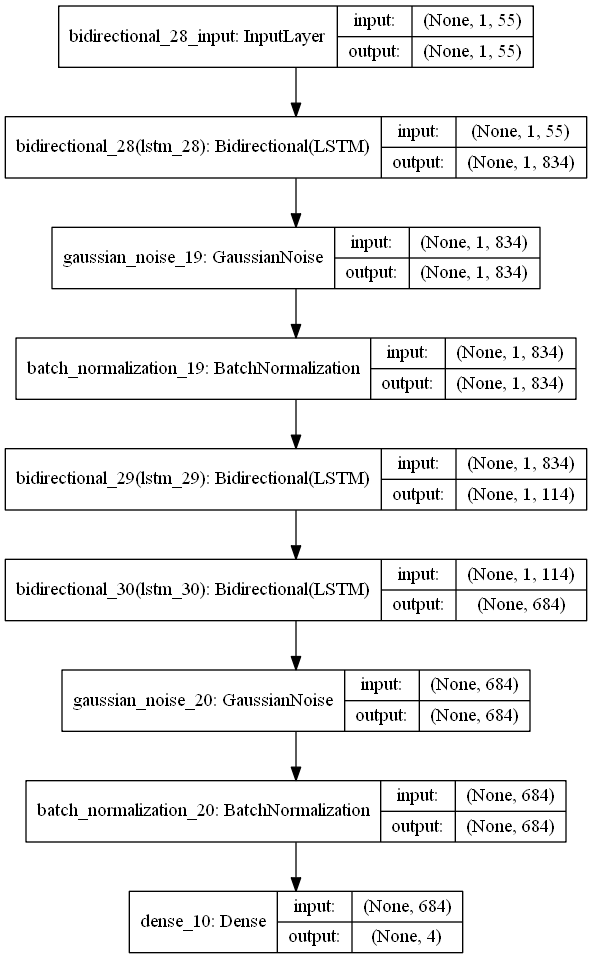 bidirectional_28_input: InputLayer
input: (None, 1, 55)
output: (None, 1, 55)
bidirectional_28(lstm_28): Bidirectional(LSTM)
input: (None, 1, 55)
output: (None, 1, 834)
gaussian_noise_19: GaussianNoise
input: (None, 1, 834)
output: (None, 1, 834)
batch_normalization_19: BatchNormalization
input: (None, 1, 834)
output: (None, 1, 834)
bidirectional_29(lstm_29): Bidirectional(LSTM)
input: (None, 1, 834)
output: (None, 1, 114)
bidirectional_30(lstm_30): Bidirectional(LSTM)
input: (None, 1, 114)
output: (None, 684)
gaussian_noise_20: GaussianNoise
input: (None, 684)
output: (None, 684)
batch_normalization_20: BatchNormalization
input: (None, 684)
output: (None, 684)
dense_10: Dense
input: (None, 684)
output: (None, 4)